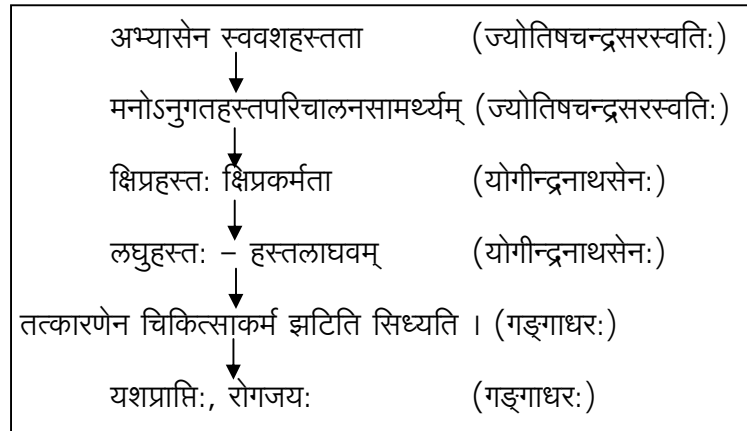 अभ्यासेन स्ववशहस्तता (ज्योतिषचन्द्रसरस्वति:)
मनोऽनुगतहस्तपरिचालनसामर्थ्यम् (ज्योतिषचन्द्रसरस्वति:)
क्षिप्रहस्त: क्षिप्रकर्मता (योगीन्द्रनाथसेन:)
लघुहस्त: – हस्तलाघवम् (योगीन्द्रनाथसेन:)
तत्कारणेन चिकित्साकर्म झटिति सिध्यति । (गङ्गाधर:)
यशप्राप्ति:, रोगजय: (गङ्गाधर:)